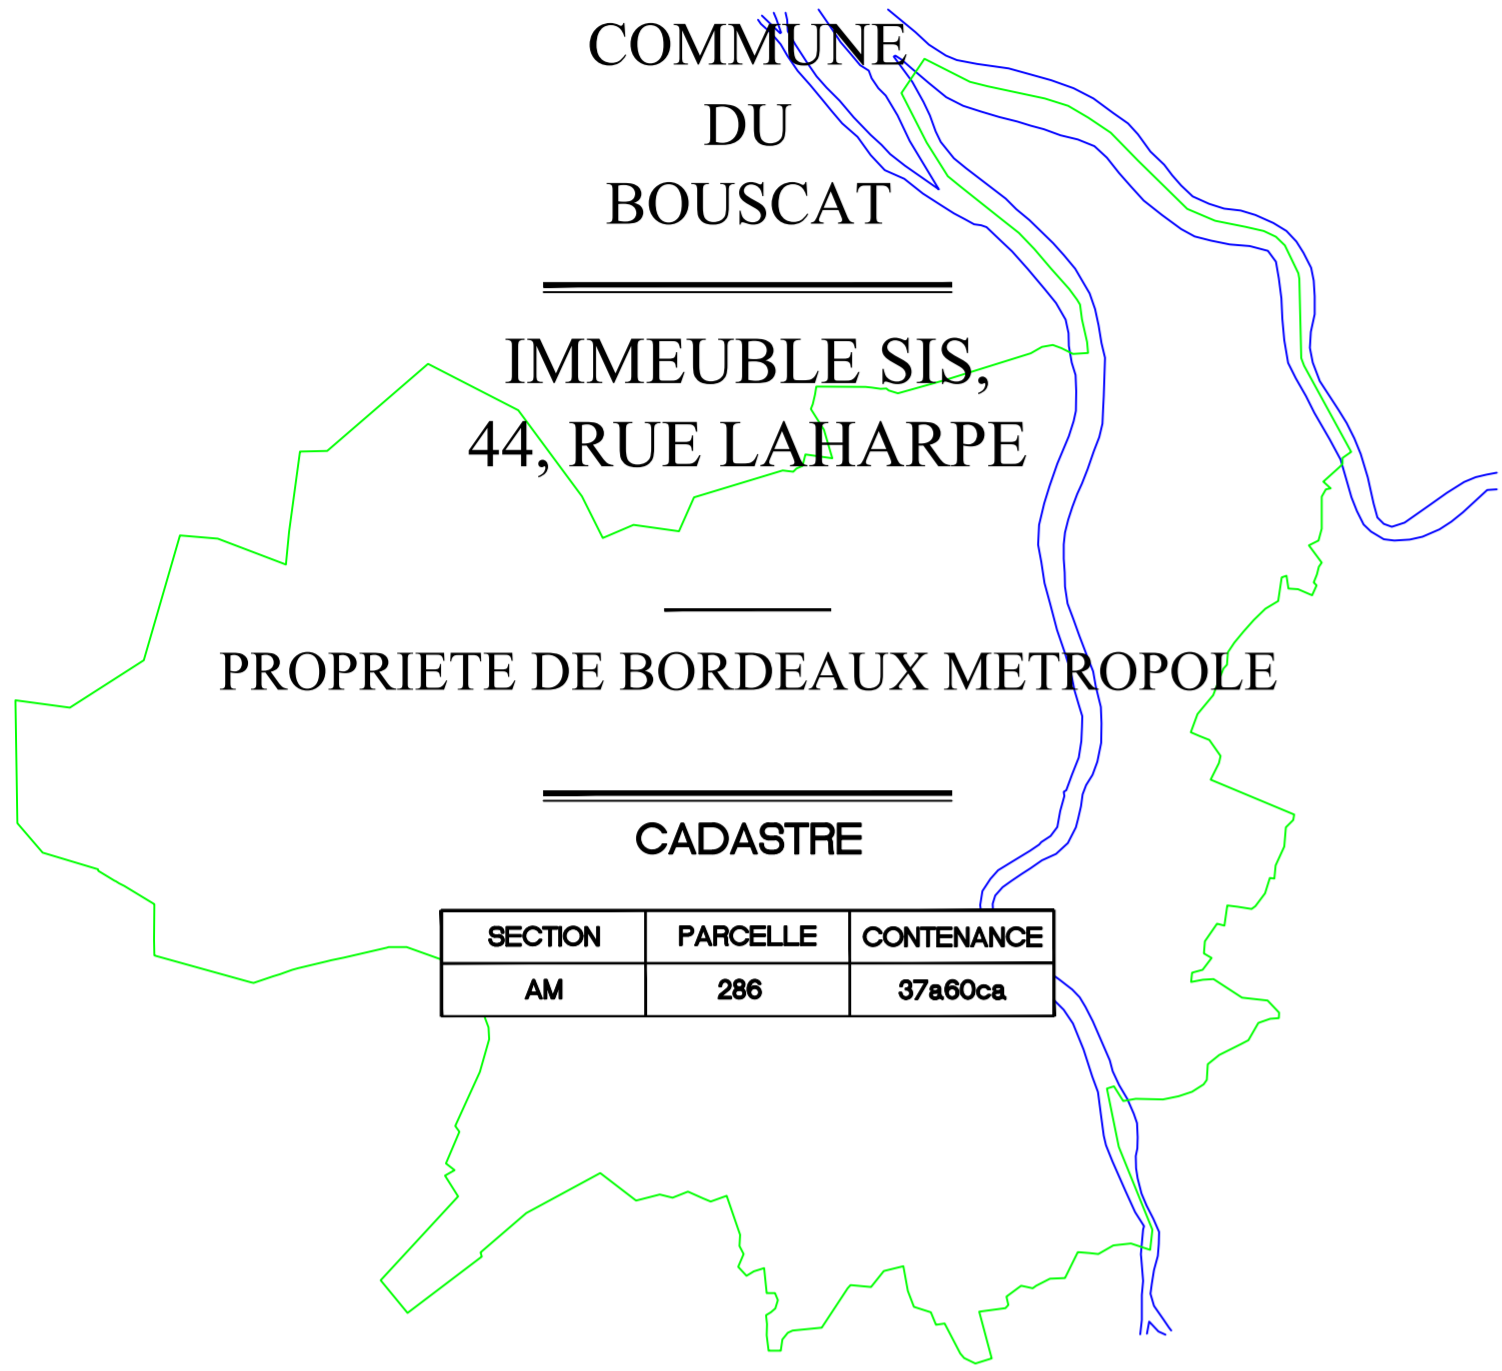 COMMUNE
DU
BOUSCAT
IMMEUBLE SIS,
44, RUE LAHARPE
PROPRIETE DE BORDEAUX METROPOLE
CADASTRE
SECTION PARCELLE CONTENANCE
AM 286 37a60ca